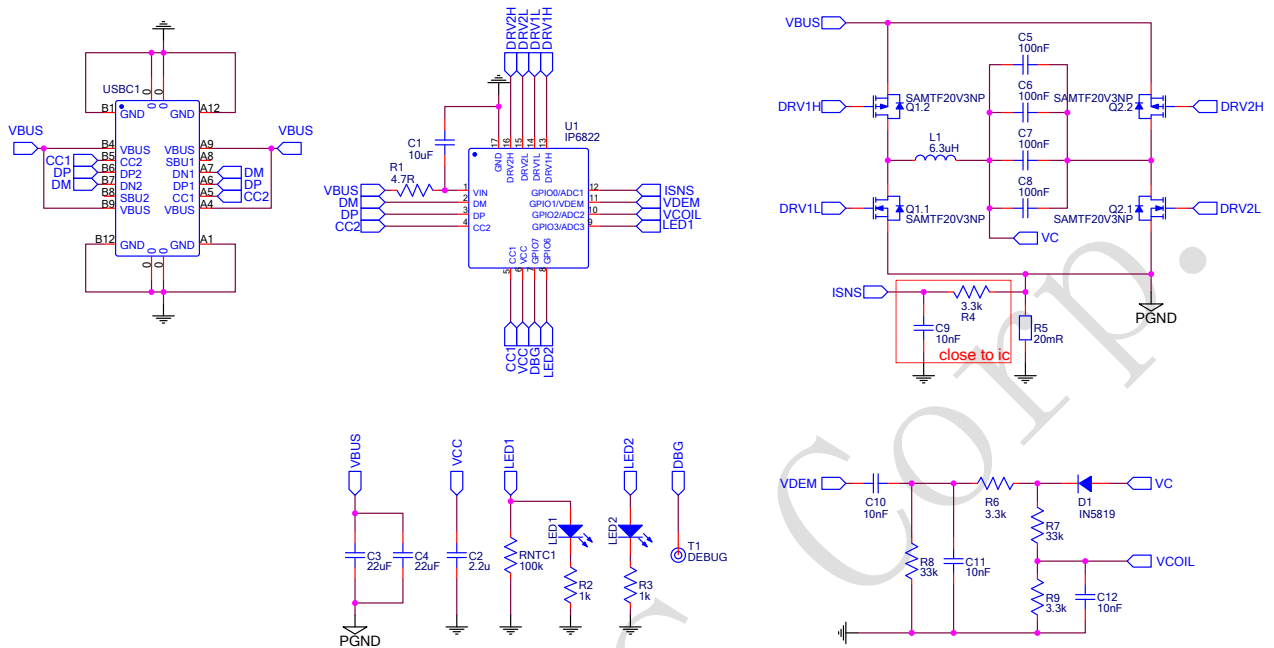 USBC1
B1
GND
GND
A12
0
0
VBUS
VBUS
B4
VBUS
VBUS
A9
CC1
B5
CC2
SBU1
A8
DP
B6
DP2
DN1
A7
DM
DM
B7
DN2
DP1
A6
DP
B8
SBU2
CC1
A5
CC2
B9
VBUS
VBUS
A4
B12
GND
GND
A1
0
0
DRV2H
DRV2L
DRV1L
DRV1H
C1
10uF
U1
IP6822
17
16
15
14
13
GND
DRV2H
DRV2L
DRV1L
DRV1H
R1
4.7R
VBUS
1
VIN
DM
2
DM
DP
3
DP
CC2
4
CC2
GPIO0/ADC1
12
ISNS
GPIO1/VDEM
11
VDEM
GPIO2/ADC2
10
VCOIL
GPIO3/ADC3
9
LED1
CC1
VCC
GPIO7
GPIO6
5
6
7
8
CC1
VCC
DBG
LED2
VBUS
C5
100nF
C6
100nF
C7
100nF
C8
100nF
SAMTF20V3NP
Q1.2
DRV1H
SAMTF20V3NP
Q2.2
DRV2H
L1
6.3uH
DRV1L
Q1.1
SAMTF20V3NP
Q2.1
SAMTF20V3NP
DRV2L
VC
ISNS
3.3k
R4
C9
10nF
close to ic
R5
20mR
PGND
VBUS
C3
22uF
C4
22uF
PGND
VCC
C2
2.2u
LED1
RNTC1
100k
LED1
R2
1k
LED2
LED2
R3
1k
DBG
T1
DEBUG
VDEM
C10
10nF
R6
3.3k
D1
IN5819
VC
R7
33k
R8
33k
C11
10nF
VCOIL
R9
3.3k
C12
10nF
Corp.